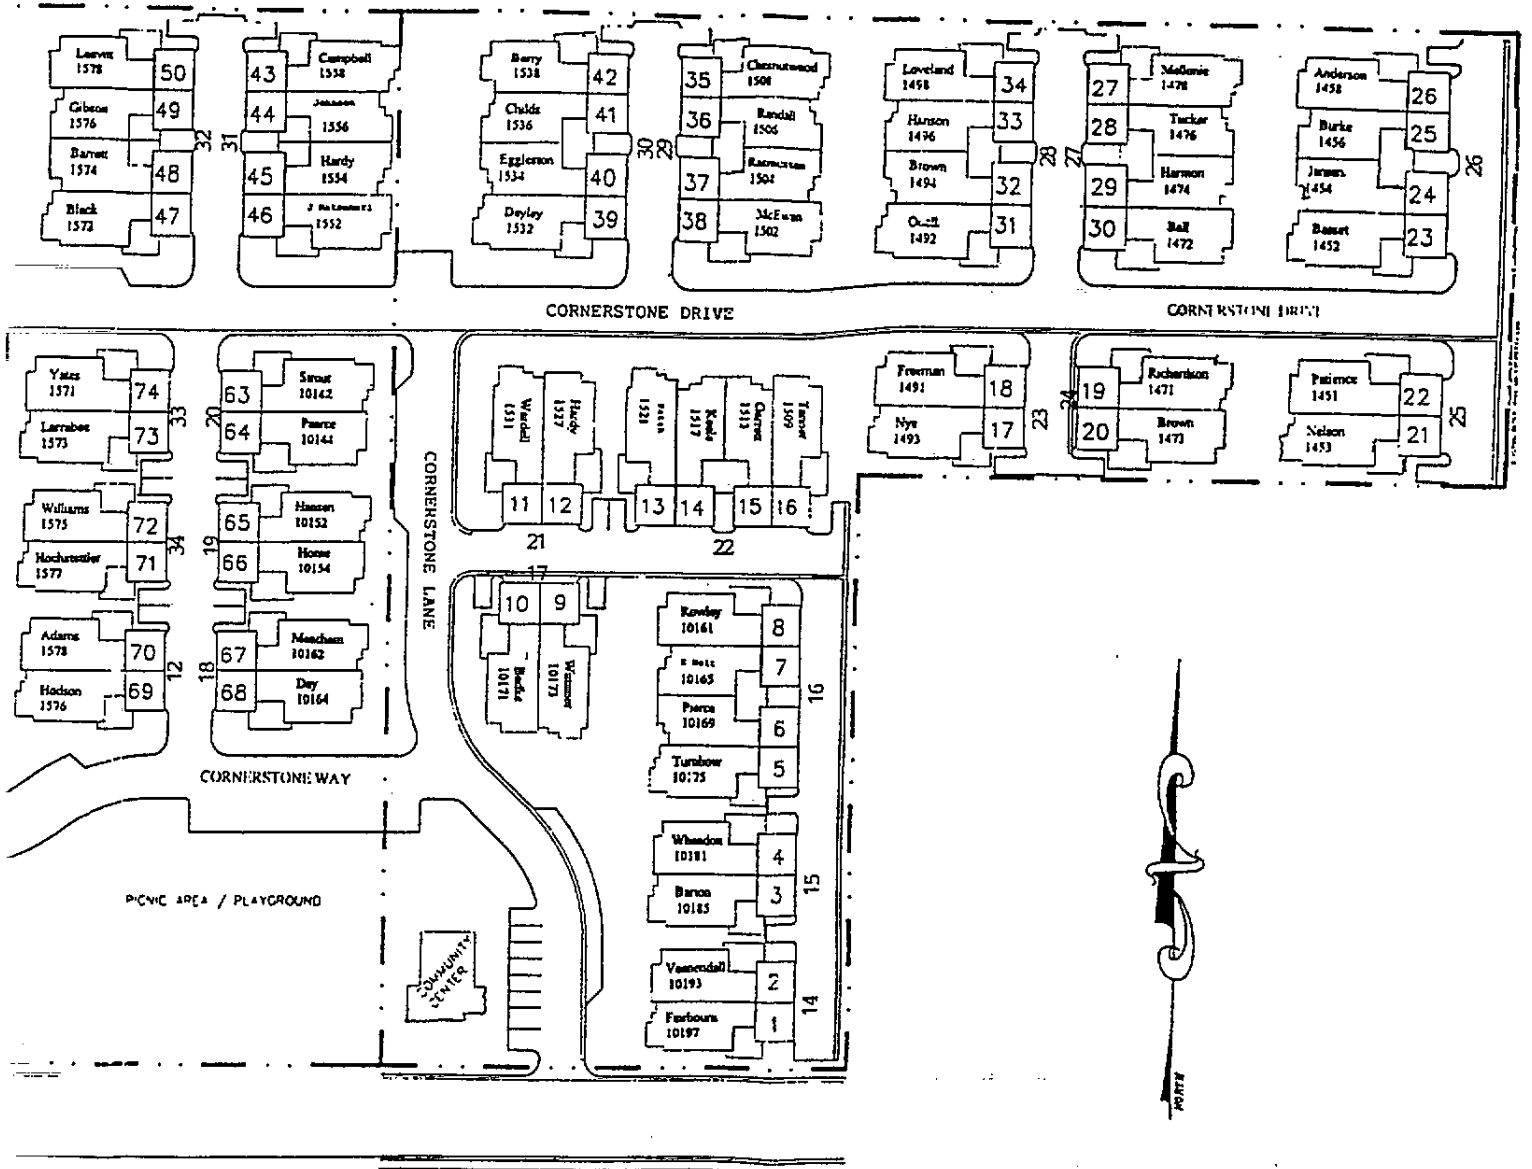 1578
50
43
Campbell
1558
Gibson
1576
49
44
1556
Barrett
1574
48
32
31
45
Hardy
1554
Black
1572
47
46
1552
Barry
1538
42
35
Chesnutwood
1508
Childs
1536
41
36
Randall
1506
Eggleston
1534
40
30
29
37
Rasmussen
1504
Dayley
1532
39
38
McEwan
1502
Loveland
1498
34
27
1478
Hanson
1496
33
28
Tucker
1476
Brown
1494
32
28
27
29
Harmon
1474
1492
31
30
Ball
1472
Anderson
1458
26
Burke
1456
25
Jensen
1454
24
26
1452
23
CORNERSTONE DRIVE
CORNERSTONE DRIVE
Yates
1571
74
63
10142
Larrabee
1573
73
33
20
64
Pearce
10144
Williams
1575
72
65
Hansen
10152
1577
71
34
19
66
10154
Adams
1578
70
67
Meacham
10162
Hodson
1576
69
12
18
68
Day
10164
CORNERSTONE WAY
CORNERSTONE LANE
1531
Hardy
1527
1521
1517
1513
1509
11
12
13
14
15
16
21
22
Freeman
1491
18
19
Richardson
1471
Nye
1493
17
23
24
20
Brown
1473
Patience
1451
22
Nelson
1453
21
25
17
10
9
10171
10173
Rowley
10161
8
10165
7
Pierce
10169
6
16
Turnbow
10175
5
Wheadon
10181
4
Barton
10185
3
15
10193
2
Fairbourn
10197
1
14
PICNIC AREA / PLAYGROUND
COMMUNITY
CENTER
NORTH